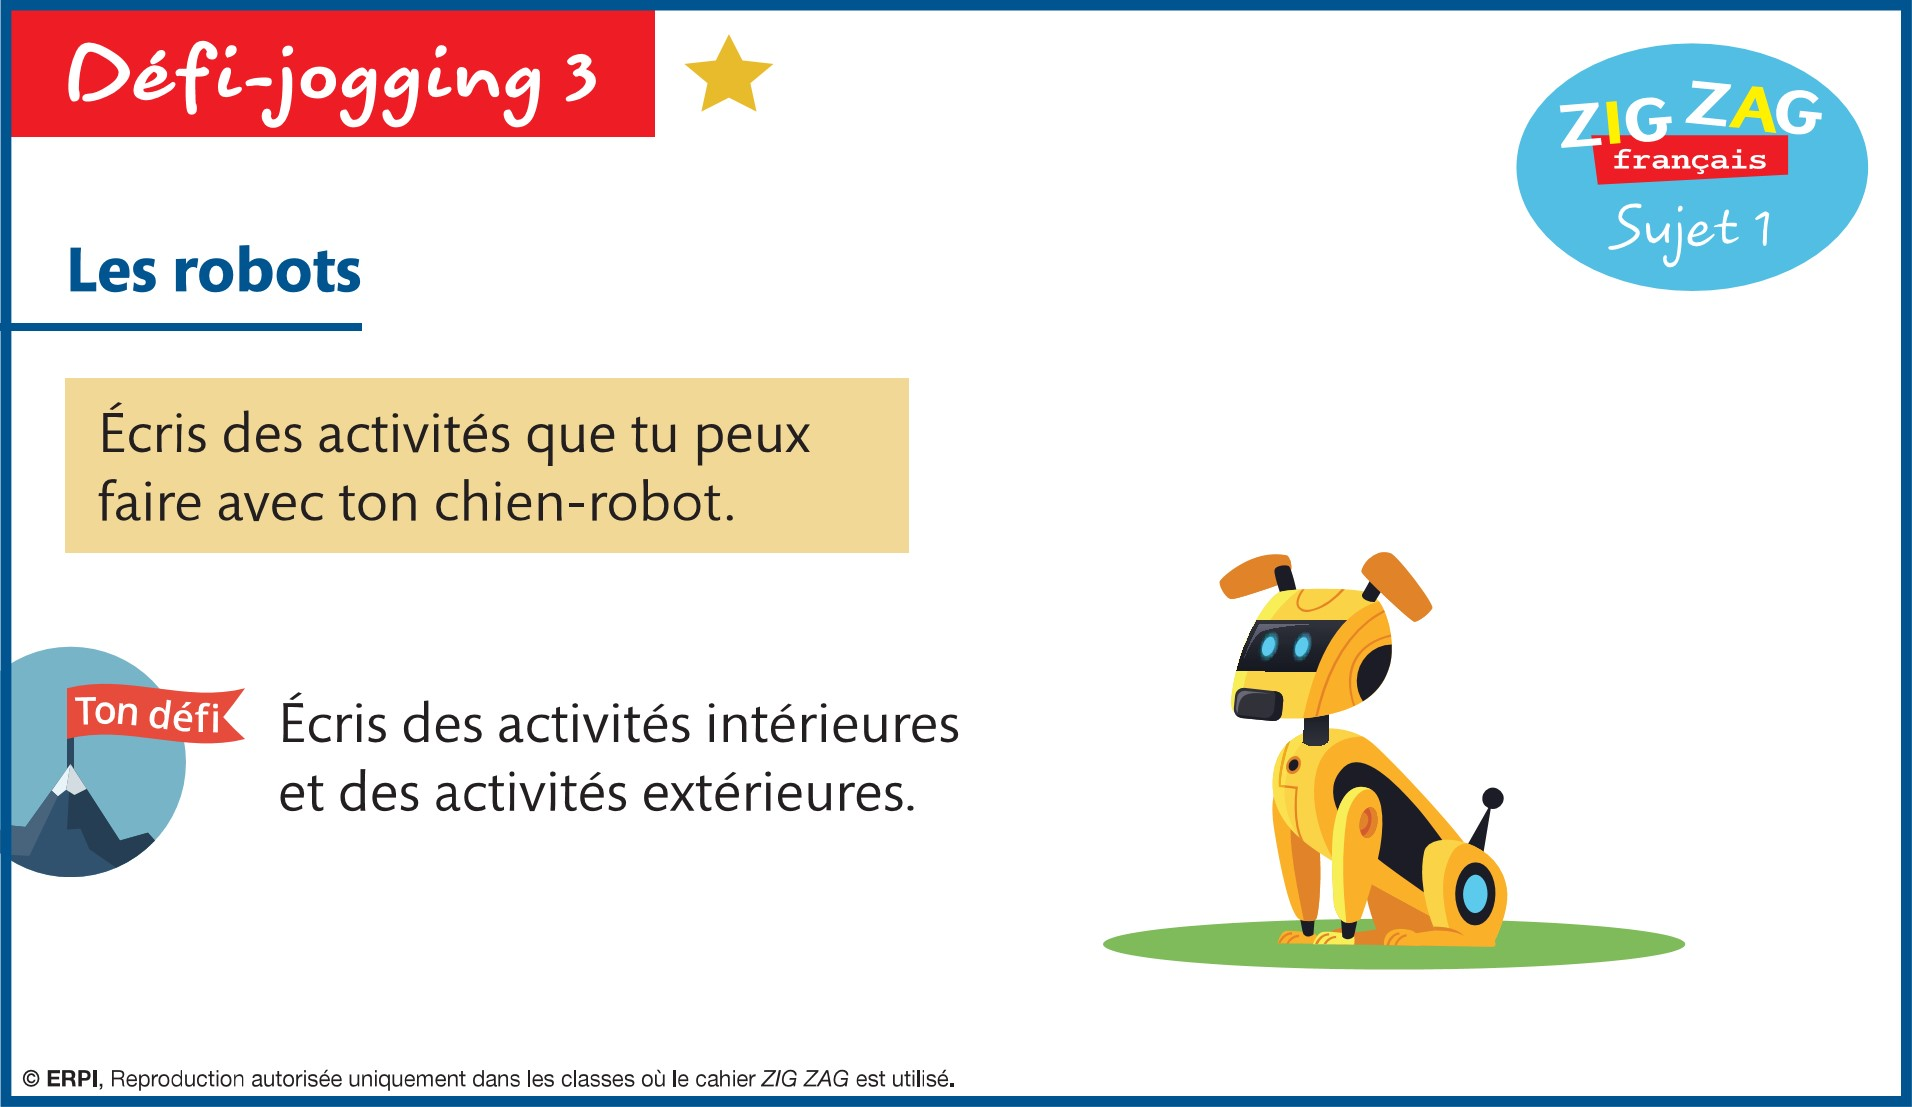 Défi-jogging 3
ZIG ZAG
français
Sujet 1
Les robots
Écris des activités que tu peux
faire avec ton chien-robot.
Ton défi
Écris des activités intérieures
et des activités extérieures.
© ERPI, Reproduction autorisée uniquement dans les classes où le cahier ZIG ZAG est utilisé.